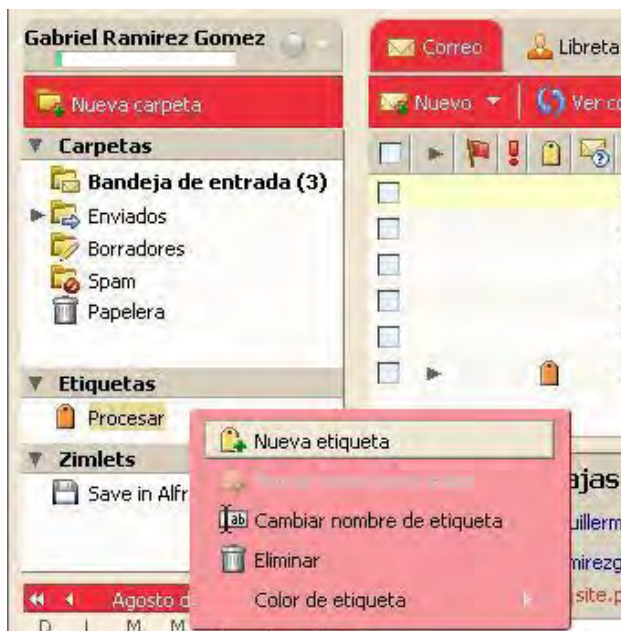 Gabriel Ramirez Gomez
Correo
Libreta
Nueva carpeta
Nuevo
Ver
Carpetas
Bandeja de entrada (3)
Enviados
Borradores
Spam
Papelera
Etiquetas
Procesar
Nueva etiqueta
Zimlets
Save in Alfr
Cambiar nombre de etiqueta
Eliminar
Color de etiqueta
ajas
uillerm
mirezg
site.p
Agosto d
D L M M